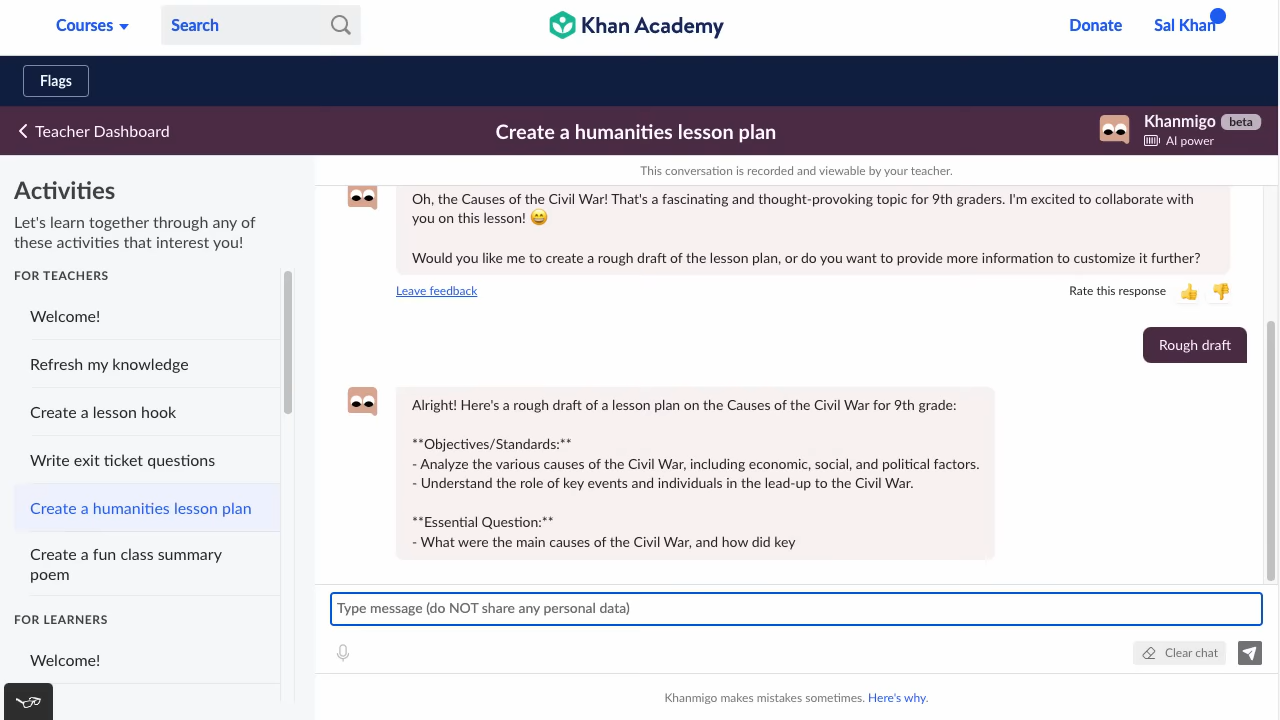 Courses
Search
Khan Academy
Donate
Sal Khan
Flags
Teacher Dashboard
Create a humanities lesson plan
Khanmigo beta
AI power
Activities
Let's learn together through any of
these activities that interest you!
FOR TEACHERS
Welcome!
Refresh my knowledge
Create a lesson hook
Write exit ticket questions
Create a humanities lesson plan
Create a fun class summary
poem
FOR LEARNERS
Welcome!
This conversation is recorded and viewable by your teacher.
Oh, the Causes of the Civil War! That's a fascinating and thought-provoking topic for 9th graders. I'm excited to collaborate with
you on this lesson! 😄
Would you like me to create a rough draft of the lesson plan, or do you want to provide more information to customize it further?
Leave feedback
Rate this response 👍 👎
Rough draft
Alright! Here's a rough draft of a lesson plan on the Causes of the Civil War for 9th grade:
**Objectives/Standards:**
- Analyze the various causes of the Civil War, including economic, social, and political factors.
- Understand the role of key events and individuals in the lead-up to the Civil War.
**Essential Question:**
- What were the main causes of the Civil War, and how did key
Type message (do NOT share any personal data)
Clear chat
Khanmigo makes mistakes sometimes. Here's why.